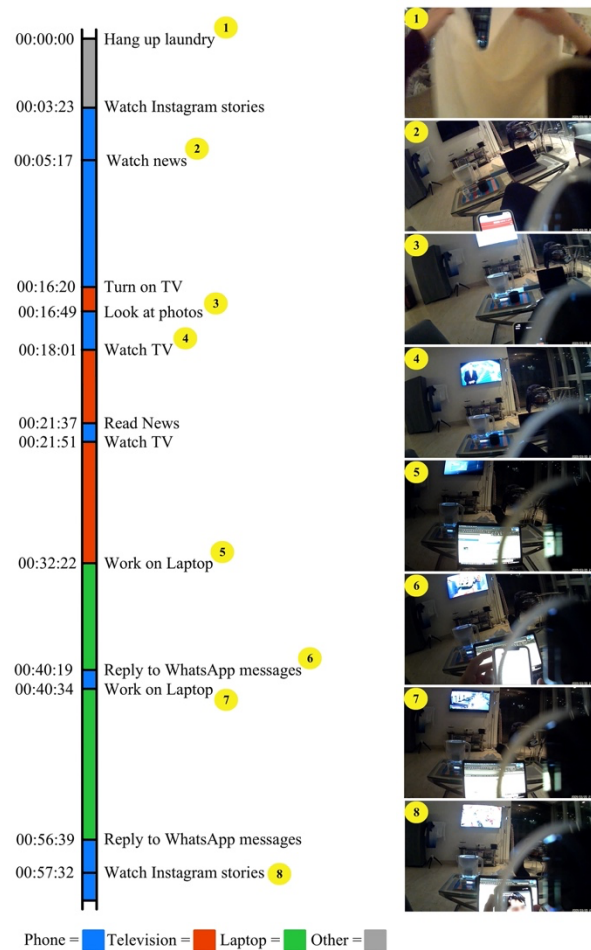 00:00:00 Hang up laundry 1
00:03:23 Watch Instagram stories
00:05:17 Watch news 2
00:16:20 Turn on TV
00:16:49 Look at photos 3
00:18:01 Watch TV 4
00:21:37 Read News
00:21:51 Watch TV
00:32:22 Work on Laptop 5
00:40:19 Reply to WhatsApp messages 6
00:40:34 Work on Laptop 7
00:56:39 Reply to WhatsApp messages
00:57:32 Watch Instagram stories 8
Phone = Television = Laptop = Other =
1
2
3
4
5
6
7
8